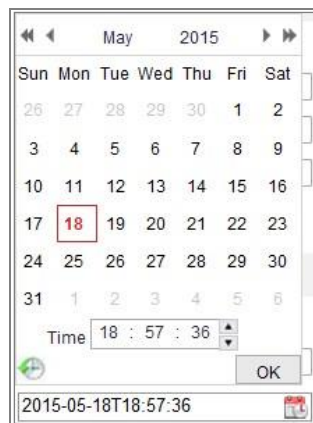 May 2015
Sun Mon Tue Wed Thu Fri Sat
26 27 28 29 30 1 2
3 4 5 6 7 8 9
10 11 12 13 14 15 16
17 18 19 20 21 22 23
24 25 26 27 28 29 30
31 1 2 3 4 5 6
Time 18 : 57 : 36
OK
2015-05-18T18:57:36